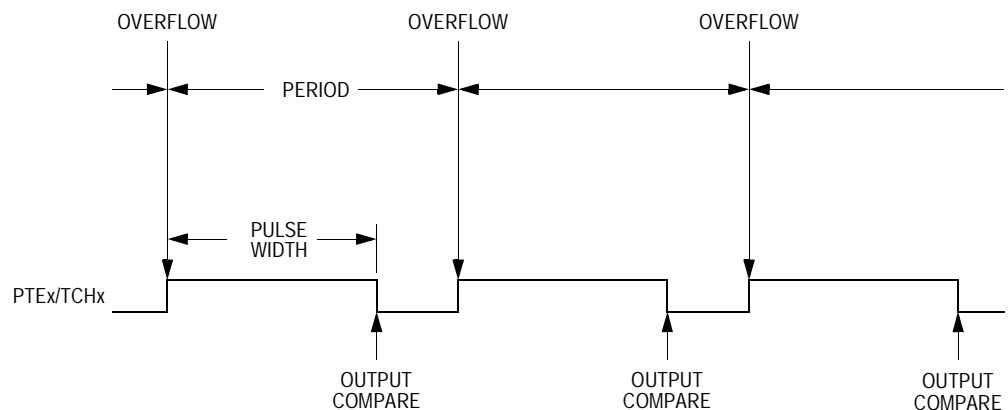 OVERFLOW
OVERFLOW
OVERFLOW
PERIOD
PULSE
WIDTH
PTEx/TCHx
OUTPUT
COMPARE
OUTPUT
COMPARE
OUTPUT
COMPARE